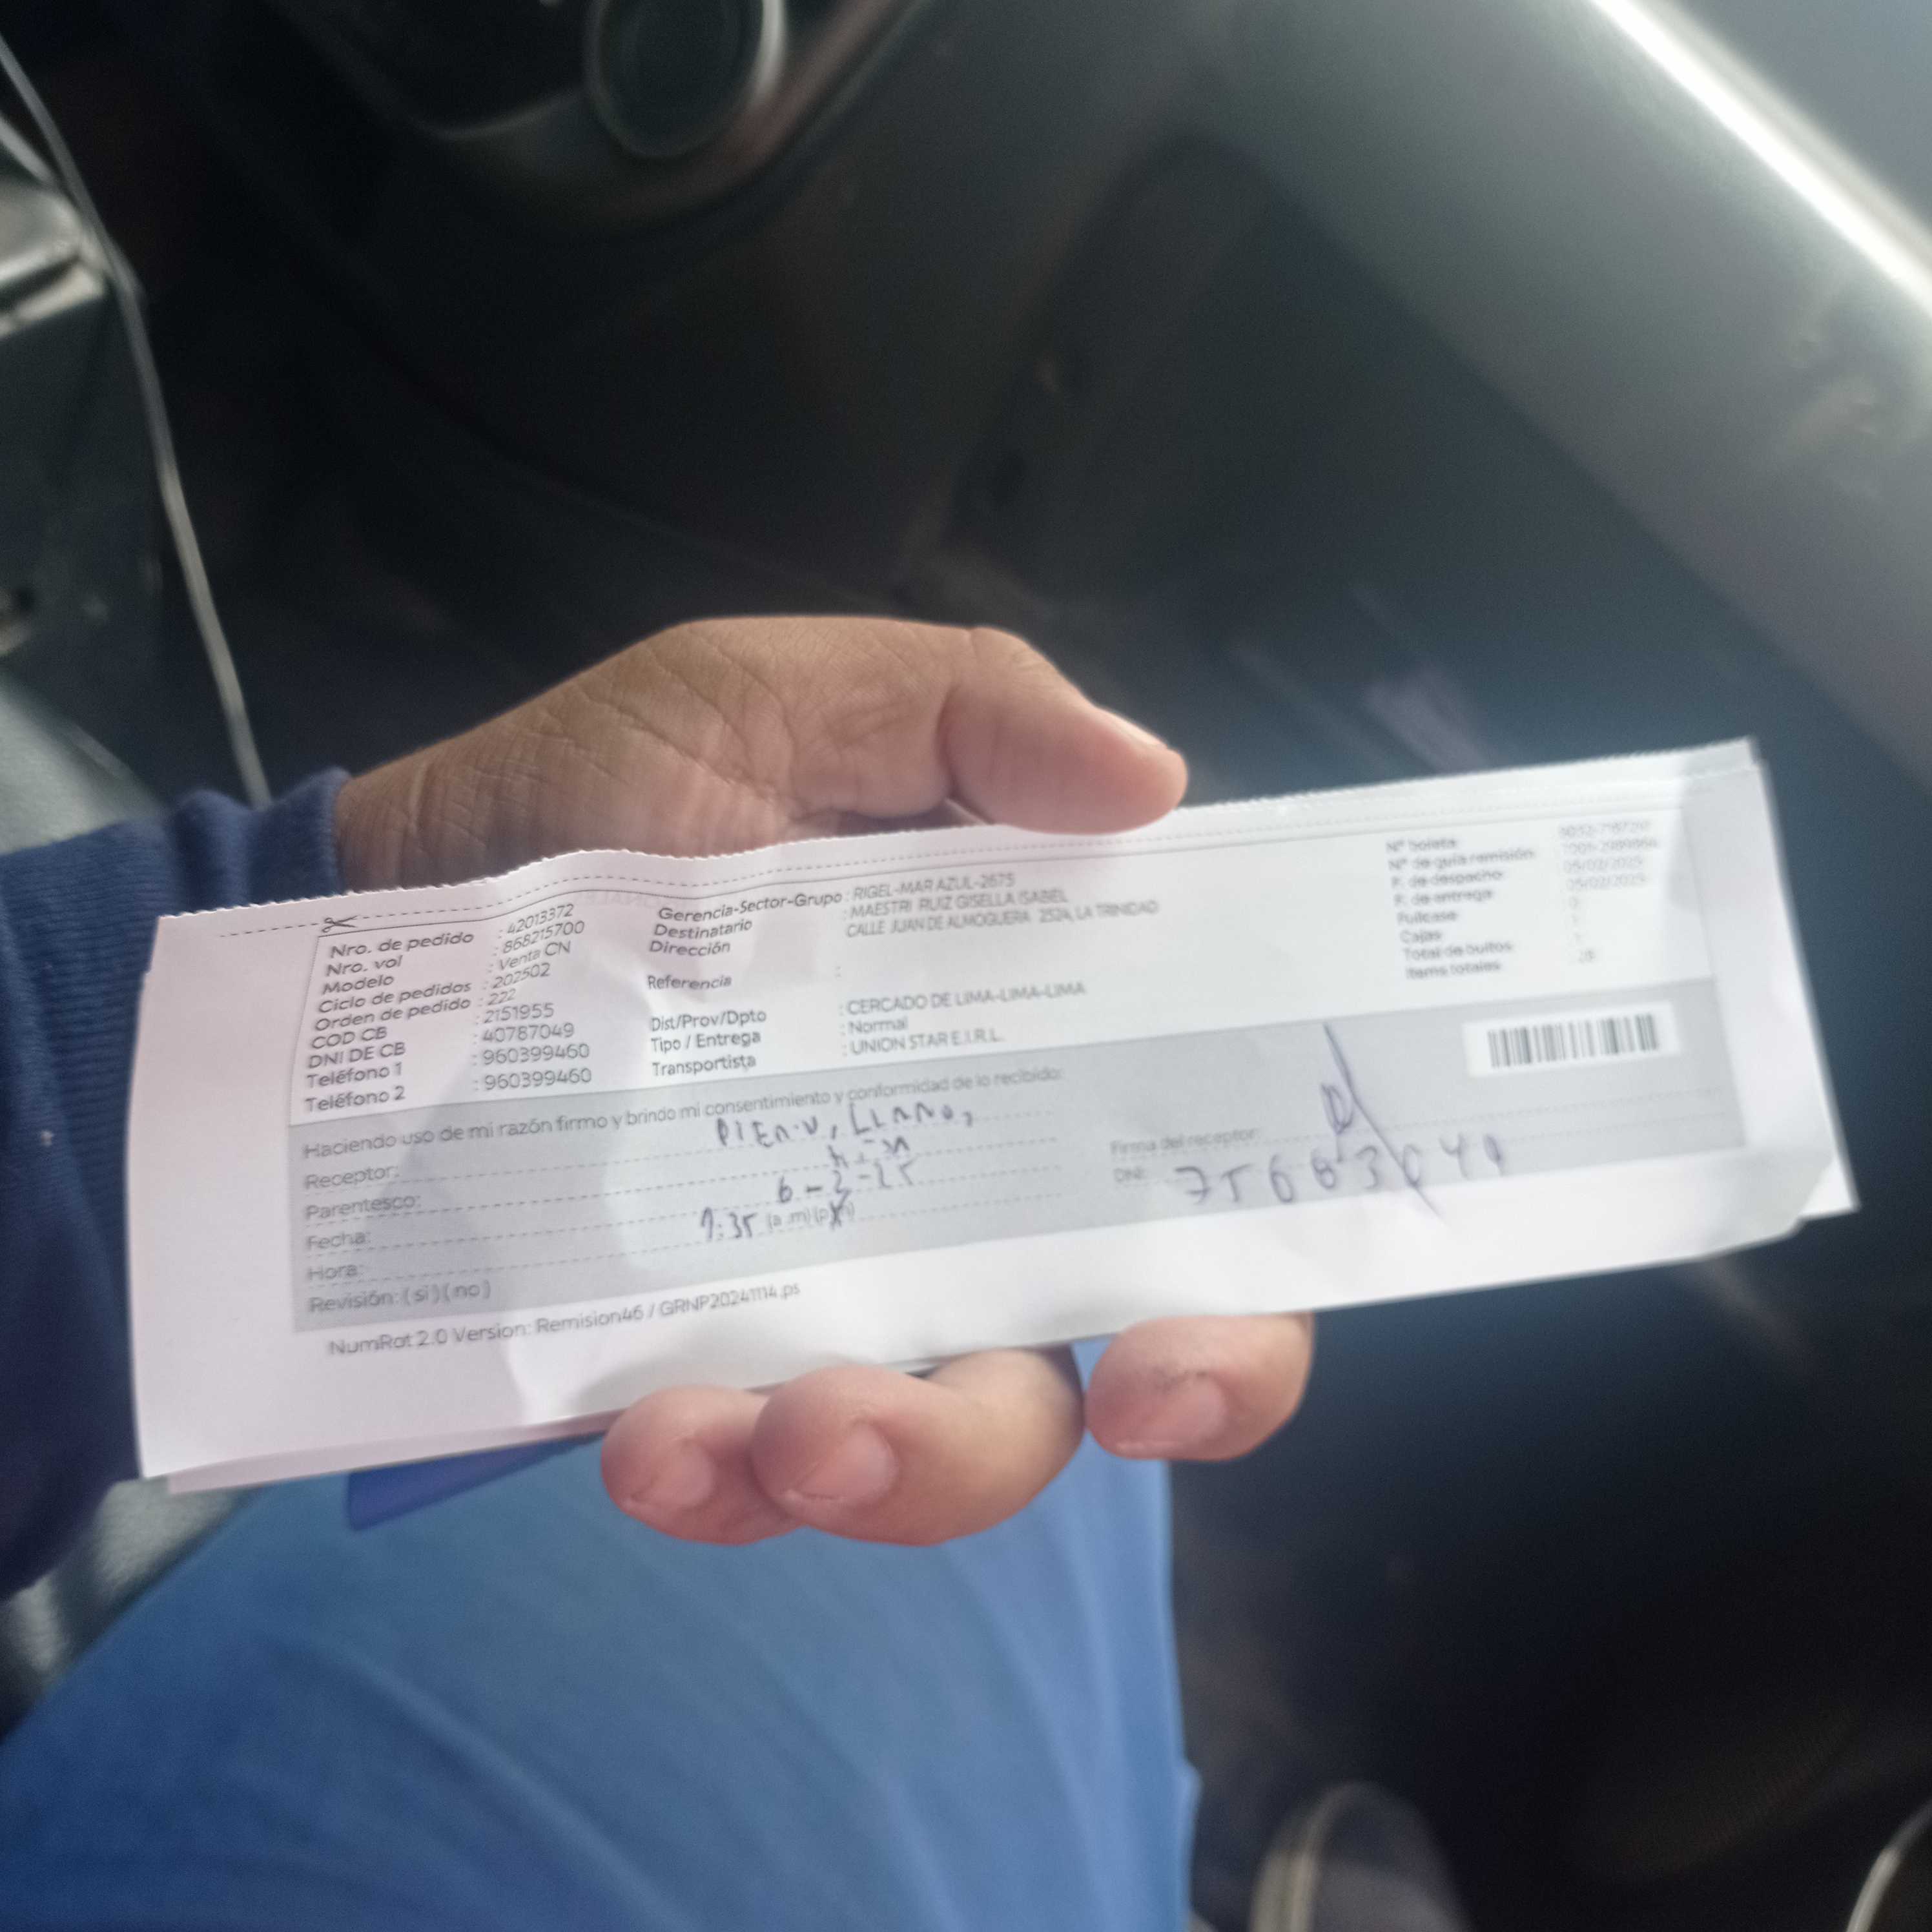 Nro. de pedido : 42013372
Nro. vol : 868215700
Modelo : Venta CN
Ciclo de pedidos : 202502
Orden de pedido : 222
COD CB : 2151955
DNI DE CB : 40787049
Teléfono 1 : 960399460
Teléfono 2 : 960399460
Gerencia-Sector-Grupo : RIGEL-MAR AZUL-2675
Destinatario : MAESTRI RUIZ GISELLA ISABEL
Dirección : CALLE JUAN DE ALMOGUERA 2524, LA TRINIDAD
Referencia :
Dist/Prov/Dpto : CERCADO DE LIMA-LIMA-LIMA
Tipo / Entrega : Normal
Transportista : UNION STAR E.I.R.L.
Nº boleta:
Nº de guía remisión:
F. de despacho: 05/02/2025
F. de entrega: 05/02/2025
Fullcase: 0
Cajas: 1
Total de bultos: 1
Items totales: 28
Haciendo uso de mi razón firmo y brindo mi consentimiento y conformidad de lo recibido:
Receptor:
Parentesco:
Fecha: 6-2-25
Hora: :35 (a.m)(p.m)
Revisión: ( si ) ( no )
Firma del receptor:
DNI:
NumRot 2.0 Version: Remision46 / GRNP20241114.ps